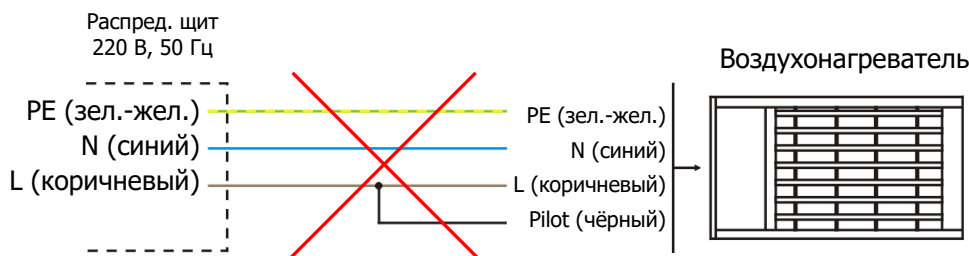 Распред. щит
220 В, 50 Гц
Воздухонагреватель
PE (зел.-жел.)
N (синий)
L (коричневый)
PE (зел.-жел.)
N (синий)
L (коричневый)
Pilot (чёрный)